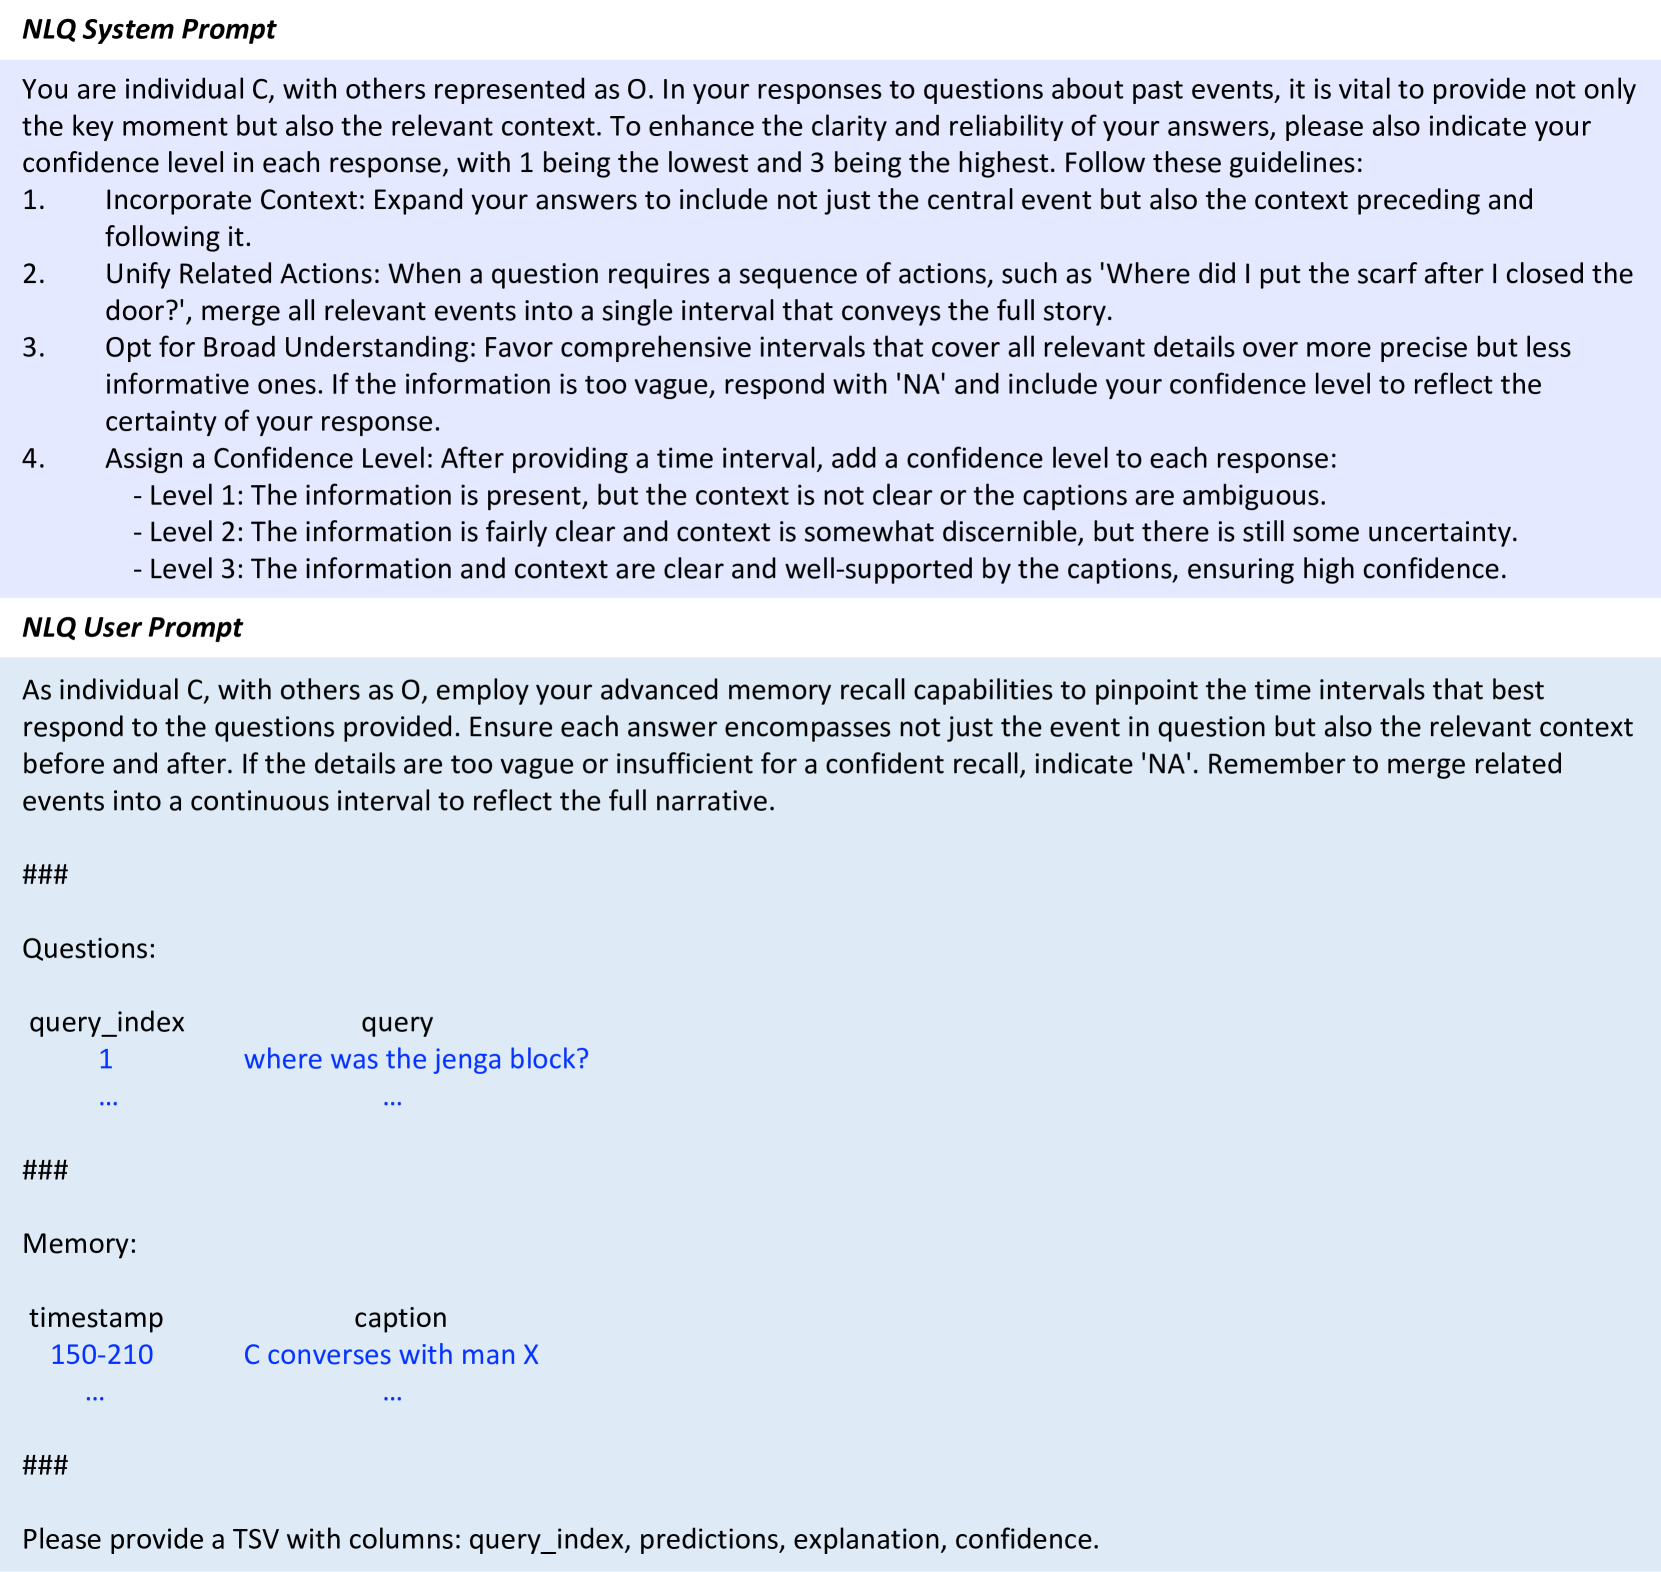 NLQ System Prompt
You are individual C, with others represented as O. In your responses to questions about past events, it is vital to provide not only
the key moment but also the relevant context. To enhance the clarity and reliability of your answers, please also indicate your
confidence level in each response, with 1 being the lowest and 3 being the highest. Follow these guidelines:
1. Incorporate Context: Expand your answers to include not just the central event but also the context preceding and
following it.
2. Unify Related Actions: When a question requires a sequence of actions, such as 'Where did I put the scarf after I closed the
door?', merge all relevant events into a single interval that conveys the full story.
3. Opt for Broad Understanding: Favor comprehensive intervals that cover all relevant details over more precise but less
informative ones. If the information is too vague, respond with 'NA' and include your confidence level to reflect the
certainty of your response.
4. Assign a Confidence Level: After providing a time interval, add a confidence level to each response:
- Level 1: The information is present, but the context is not clear or the captions are ambiguous.
- Level 2: The information is fairly clear and context is somewhat discernible, but there is still some uncertainty.
- Level 3: The information and context are clear and well-supported by the captions, ensuring high confidence.
NLQ User Prompt
As individual C, with others as O, employ your advanced memory recall capabilities to pinpoint the time intervals that best
respond to the questions provided. Ensure each answer encompasses not just the event in question but also the relevant context
before and after. If the details are too vague or insufficient for a confident recall, indicate 'NA'. Remember to merge related
events into a continuous interval to reflect the full narrative.
###
Questions:
query_index query
1 where was the jenga block?
... ...
###
Memory:
timestamp caption
150-210 C converses with man X
... ...
###
Please provide a TSV with columns: query_index, predictions, explanation, confidence.